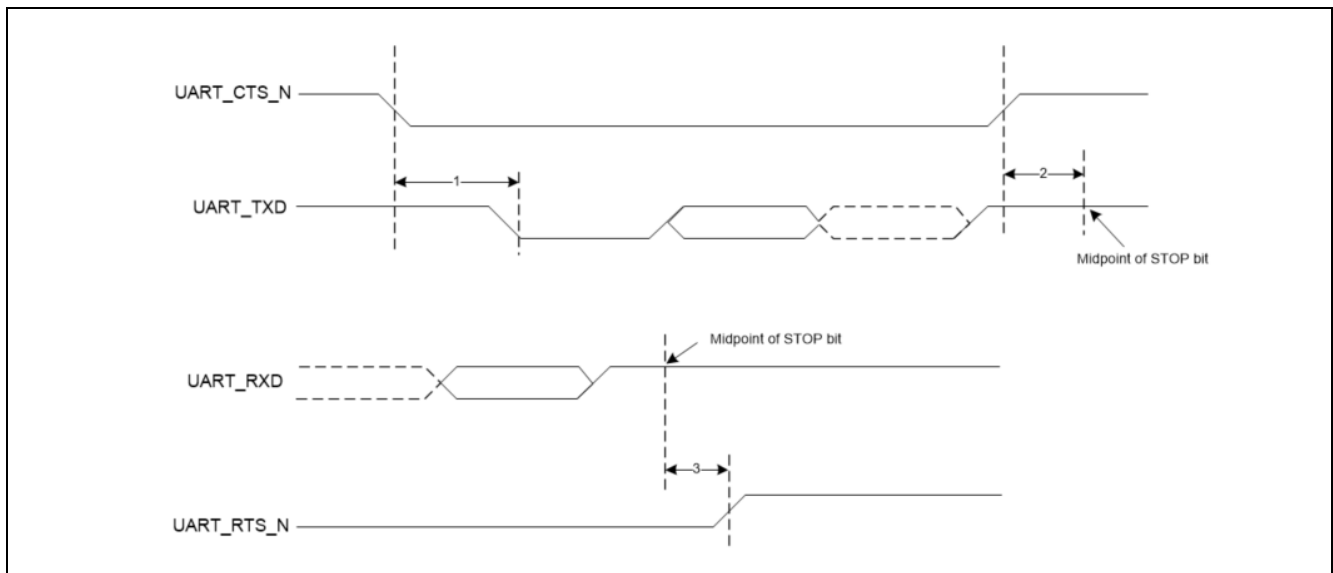 UART_CTS_N
1
2
UART_TXD
Midpoint of STOP bit
Midpoint of STOP bit
UART_RXD
3
UART_RTS_N